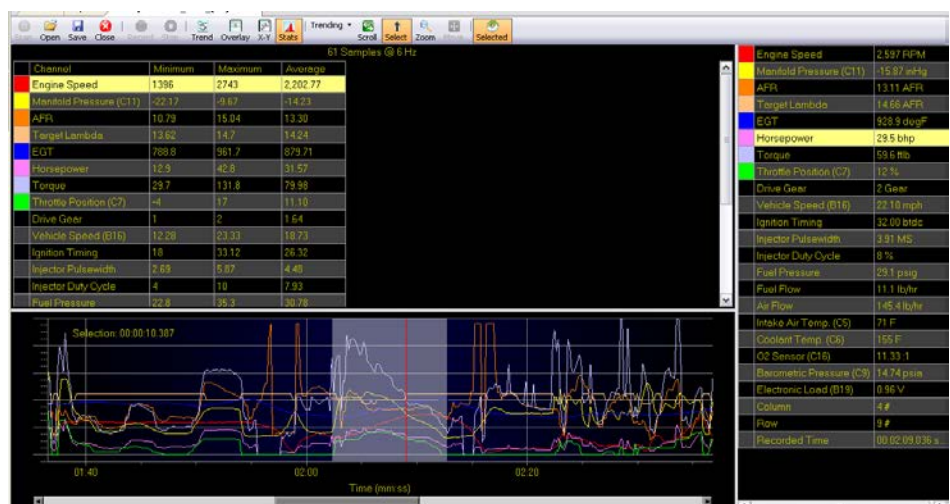 Open Save Close Trend Overlay X-Y Stats Trending Scroll Select Zoom Selected
61 Samples @ 6 Hz
Channel Minimum Maximum Average
Engine Speed 1386 2743 2,202.77
Manifold Pressure (C11) -22.17 -9.67 -14.23
AFR 10.79 15.04 13.30
Target Lambda 13.62 14.7 14.24
EGT 788.8 961.7 879.71
Horsepower 12.9 42.8 31.57
Torque 29.7 131.8 79.98
Throttle Position (C7) -4 17 11.10
Drive Gear 1 2 1.64
Vehicle Speed (B16) 12.28 23.33 18.73
Ignition Timing 18 33.12 26.32
Injector Pulsewidth 2.69 5.87 4.48
Injector Duty Cycle 4 10 7.93
Fuel Pressure 22.8 35.3 30.78
Selection: 00:00:10.387
01:40 02:00 02:20
Time (mm:ss)
Engine Speed 2,597 RPM
Manifold Pressure (C11) -15.87 inHg
AFR 13.11 AFR
Target Lambda 14.66 AFR
EGT 928.9 degF
Horsepower 29.5 bhp
Torque 59.6 ftlb
Throttle Position (C7) 12 %
Drive Gear 2 Gear
Vehicle Speed (B16) 22.10 mph
Ignition Timing 32.00 btdc
Injector Pulsewidth 3.91 MS
Injector Duty Cycle 8 %
Fuel Pressure 29.1 psig
Fuel Flow 11.1 lb/hr
Air Flow 145.4 lb/hr
Intake Air Temp. (C5) 71 F
Coolant Temp. (C6) 155 F
O2 Sensor (C16) 11.33 :1
Barometric Pressure (C9) 14.74 psia
Electronic Load (B19) 0.96 V
Column 4 #
Row 9 #
Recorded Time 00:02:09.036 s...